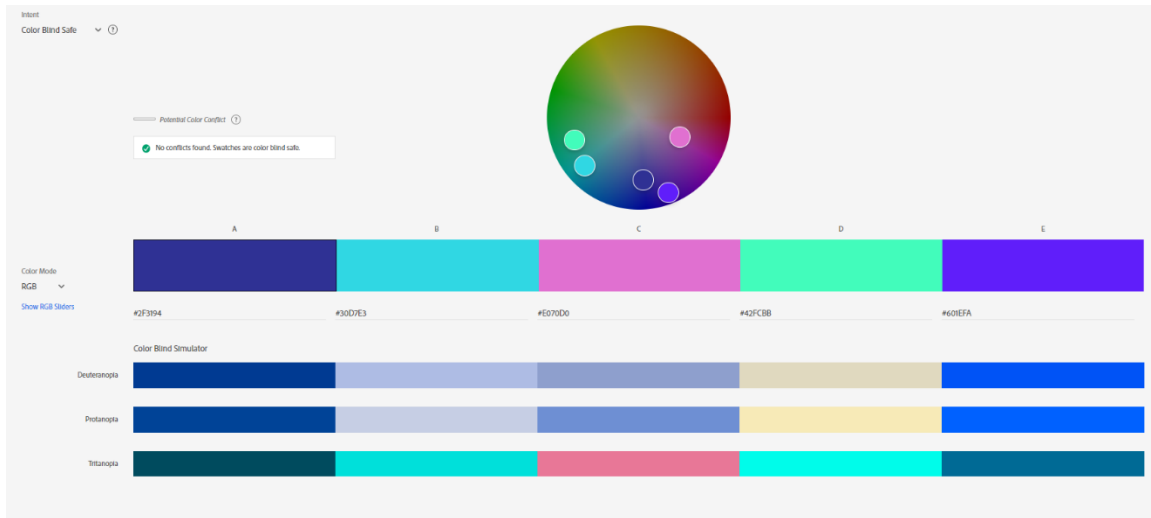 Intent
Color Blind Safe
Potential Color Conflict
No conflicts found. Swatches are color blind safe.
A B C D E
Color Mode
RGB
Show RGB Sliders
#2F3194 #30D7E3 #E070D0 #42FCBB #601EFA
Color Blind Simulator
Deuteranopia
Protanopia
Tritanopia